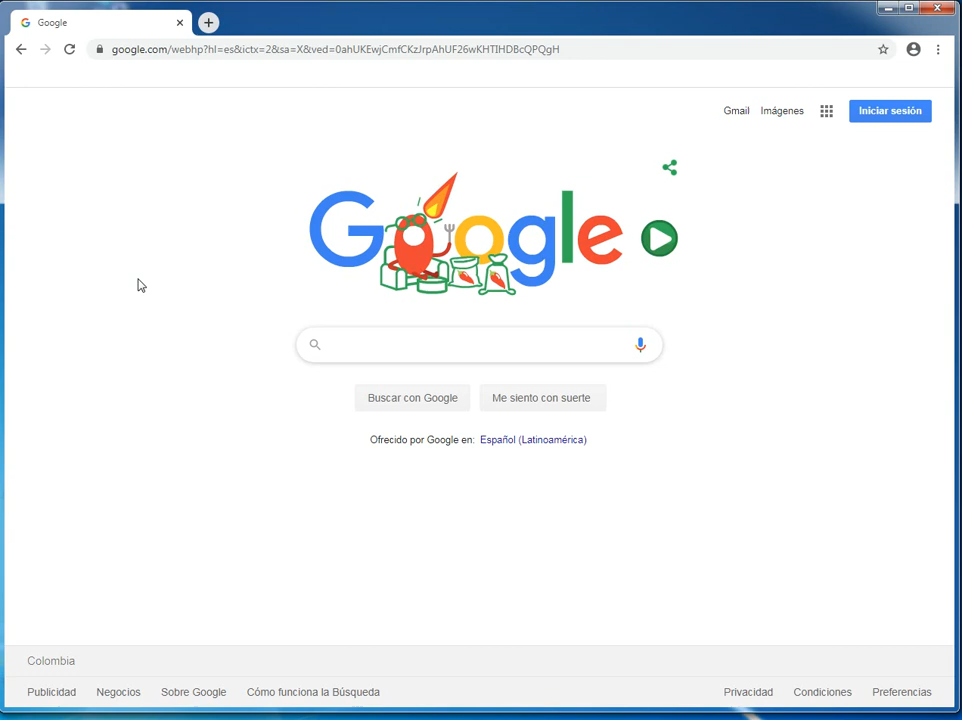 Google
google.com/webhp?hl=es&ictx=2&sa=X&ved=0ahUKEwjCmfCKzJrpAhUF26wKHTIHDBcQPQgH
Gmail Imágenes Iniciar sesión
Google
Buscar con Google Me siento con suerte
Ofrecido por Google en: Español (Latinoamérica)
Colombia
Publicidad Negocios Sobre Google Cómo funciona la Búsqueda Privacidad Condiciones Preferencias